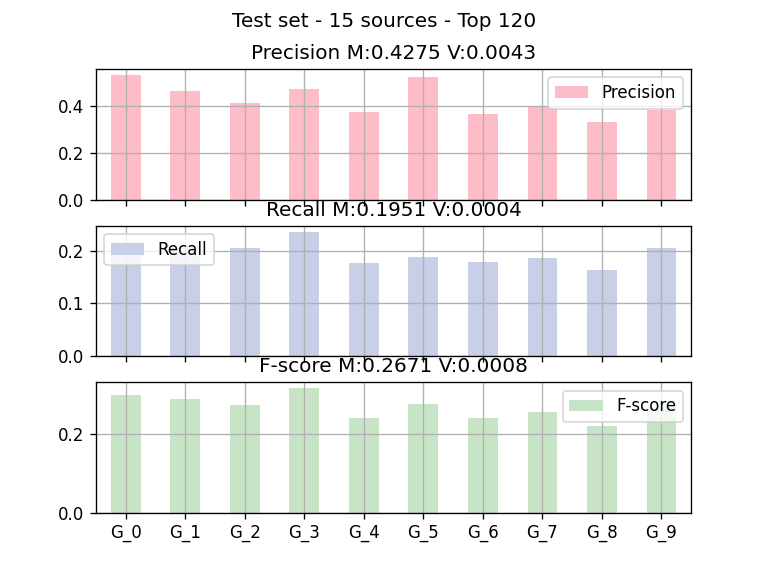 Test set - 15 sources - Top 120
Precision M:0.4275 V:0.0043
0.4
0.2
0.0
Precision
Recall M:0.1951 V:0.0004
0.2
0.1
0.0
Recall
F-score M:0.2671 V:0.0008
0.2
0.0
F-score
G_0 G_1 G_2 G_3 G_4 G_5 G_6 G_7 G_8 G_9